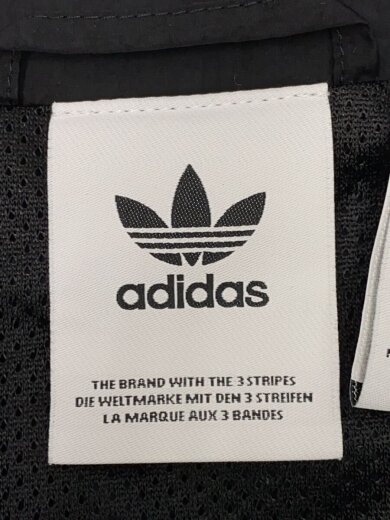 adidas
THE BRAND WITH THE 3 STRIPES
DIE WELTMARKE MIT DEN 3 STREIFEN
LA MARQUE AUX 3 BANDES